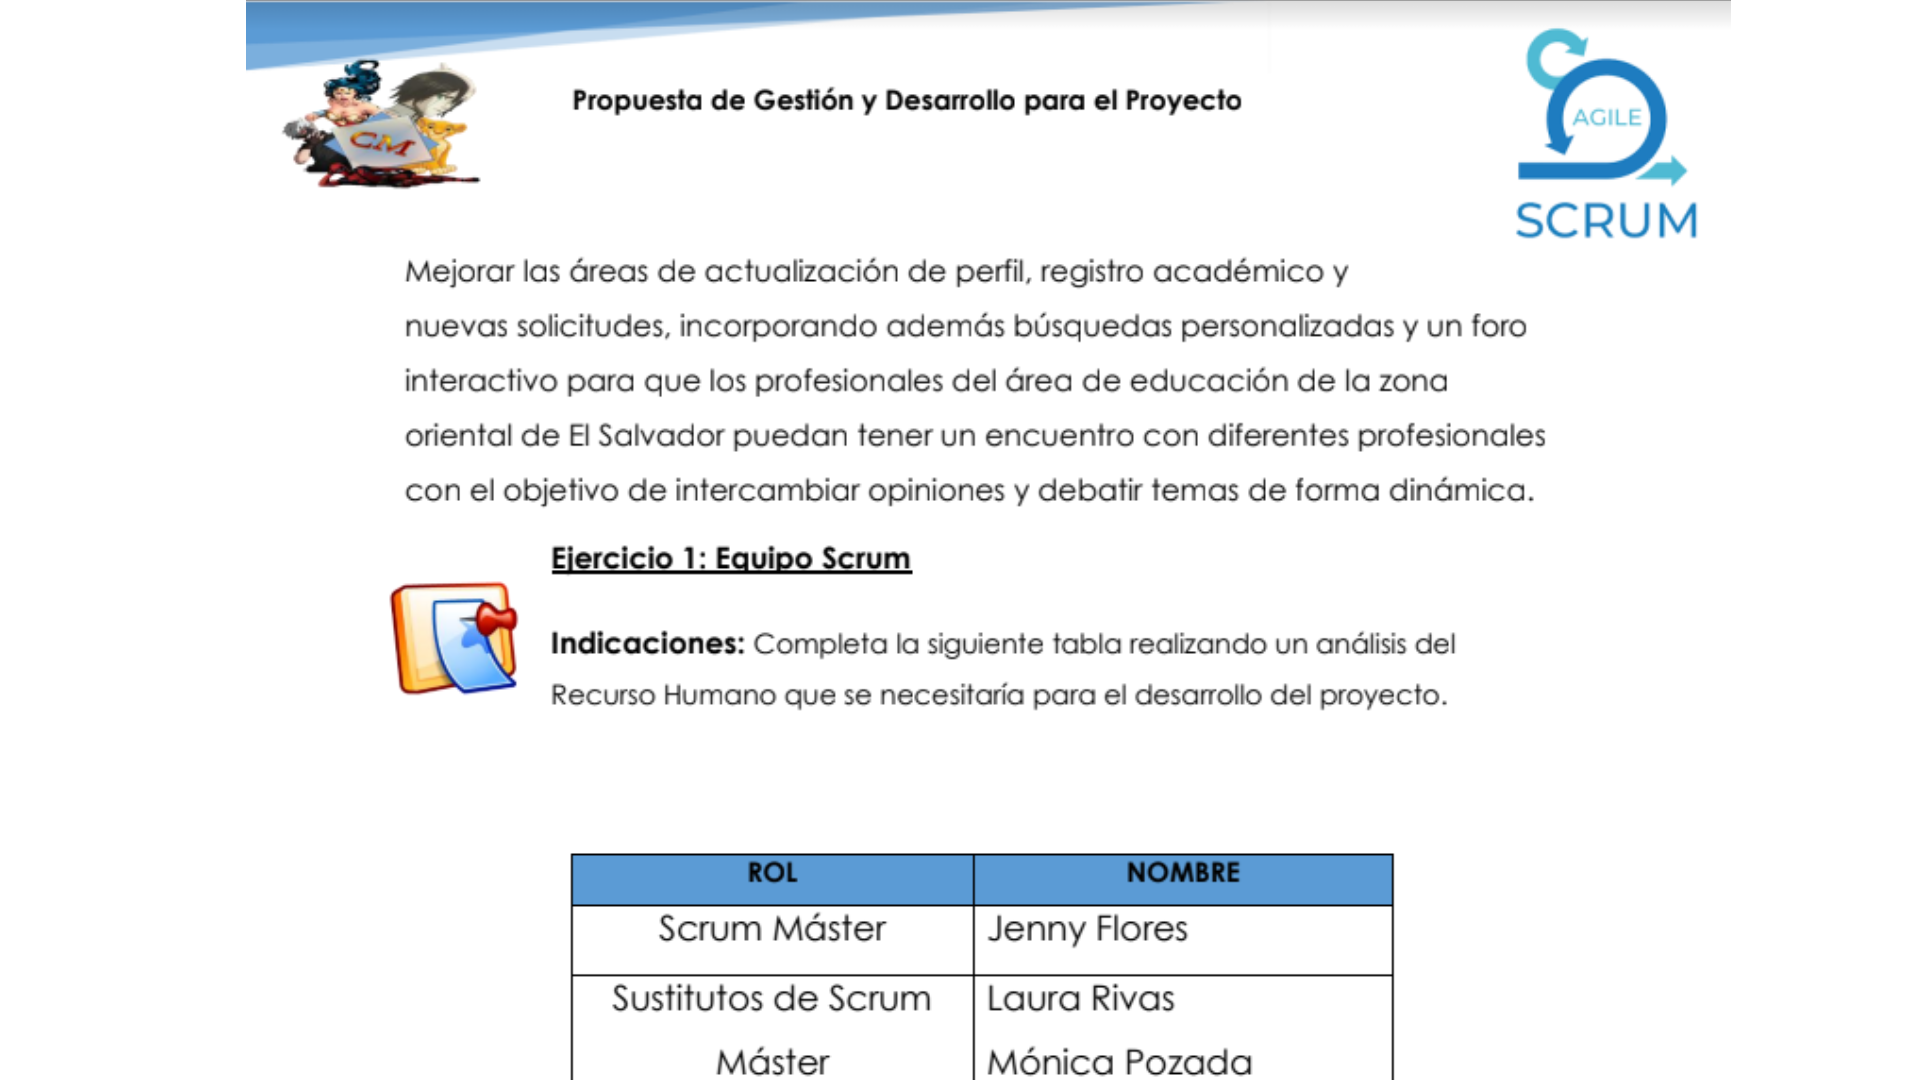 CM
Propuesta de Gestión y Desarrollo para el Proyecto
AGILE
SCRUM
Mejorar las áreas de actualización de perfil, registro académico y
nuevas solicitudes, incorporando además búsquedas personalizadas y un foro
interactivo para que los profesionales del área de educación de la zona
oriental de El Salvador puedan tener un encuentro con diferentes profesionales
con el objetivo de intercambiar opiniones y debatir temas de forma dinámica.
Ejercicio 1: Equipo Scrum
Indicaciones: Completa la siguiente tabla realizando un análisis del
Recurso Humano que se necesitaría para el desarrollo del proyecto.
ROL NOMBRE
Scrum Máster Jenny Flores
Sustitutos de Scrum Laura Rivas
Máster Mónica Pozada